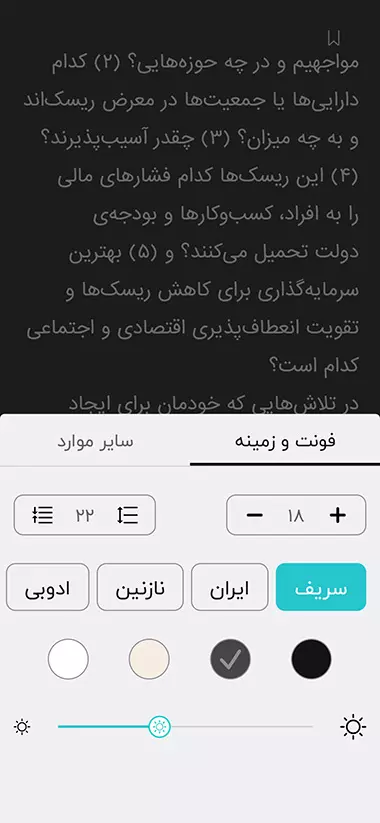 مواجهیم و در چه حوزه‌هایی؟ (۲) کدام
دارایی‌ها یا جمعیت‌ها در معرض ریسک‌اند
و به چه میزان؟ (۳) چقدر آسیب‌پذیرند؟
(۴) این ریسک‌ها کدام فشارهای مالی
را به افراد، کسب‌وکارها و بودجه‌ی
دولت تحمیل می‌کنند؟ و (۵) بهترین
سرمایه‌گذاری برای کاهش ریسک‌ها و
تقویت انعطاف‌پذیری اقتصادی و اجتماعی
کدام است؟
در تلاش‌هایی که خودمان برای ایجاد
فونت و زمینه
سایر موارد
+ ۱۸ −
۲۲
سریف
ایران
نازنین
ادوبی